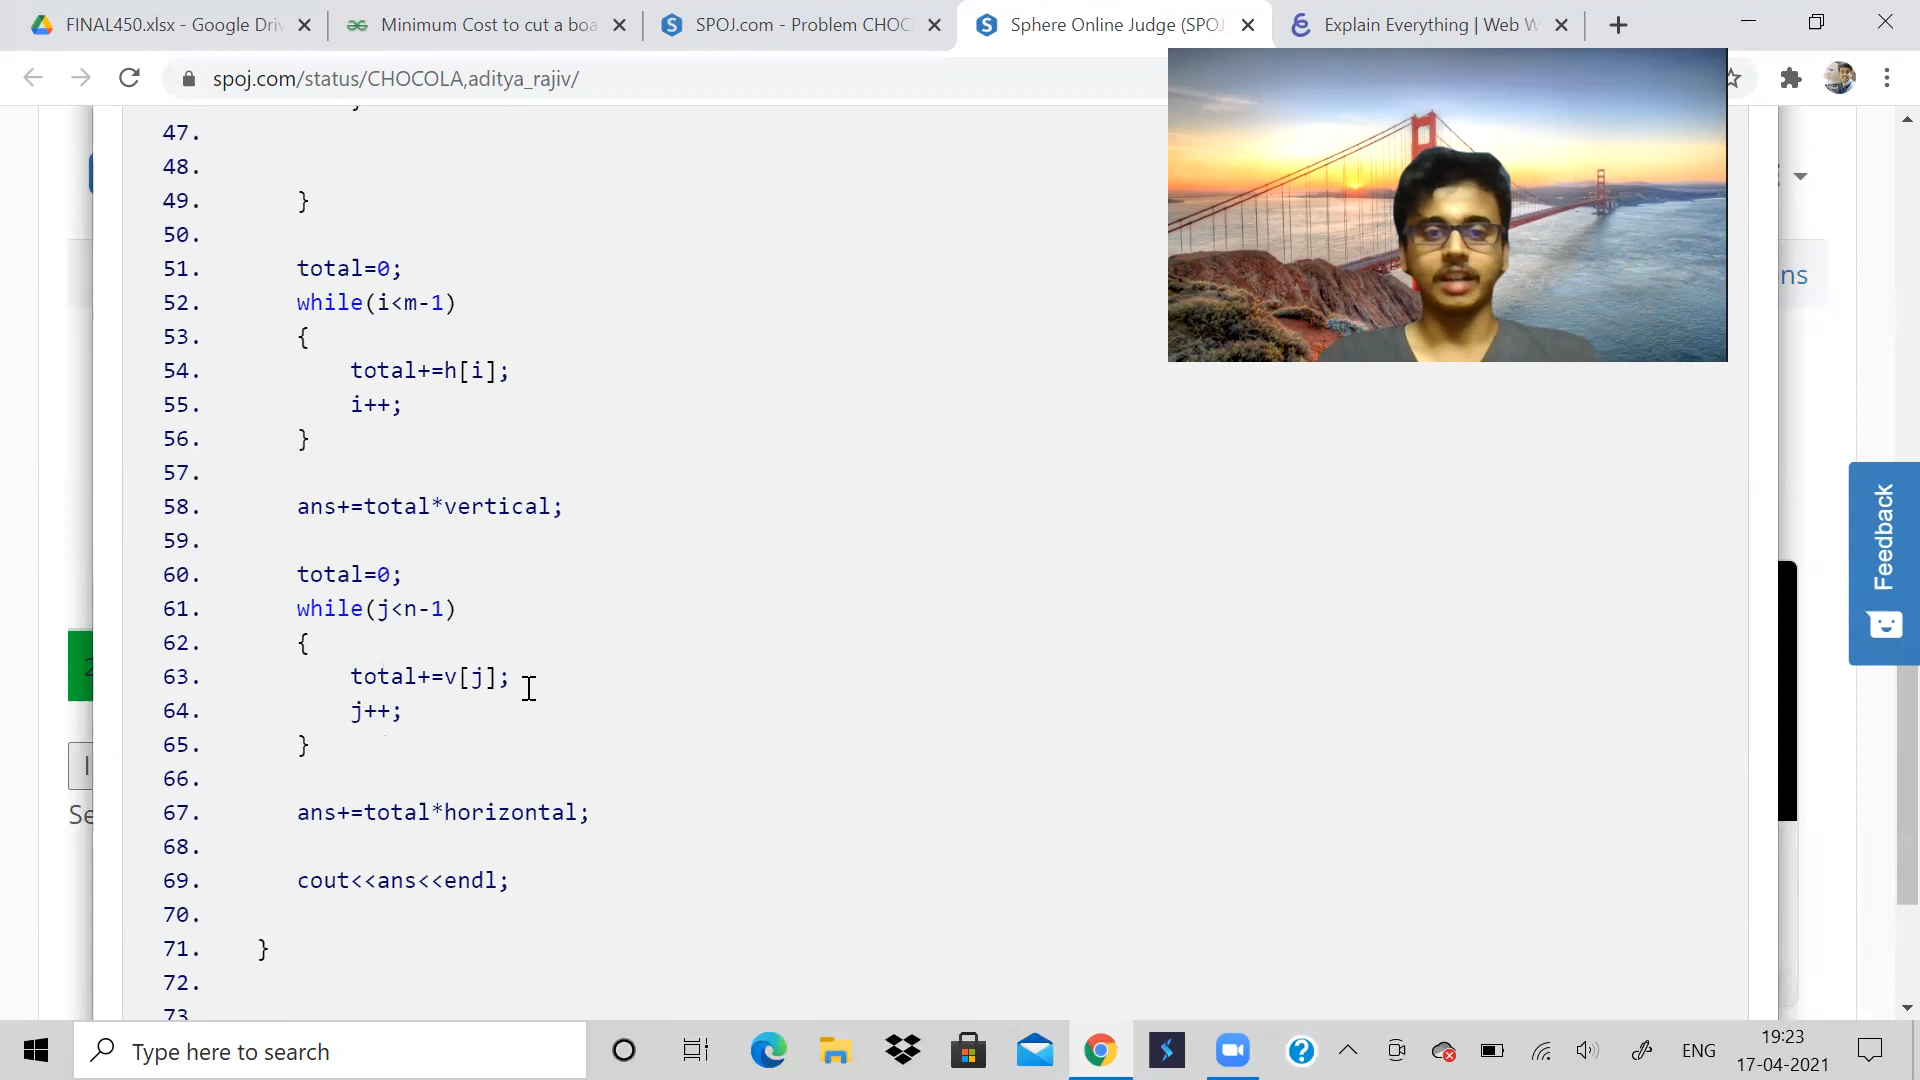 FINAL450.xlsx - Google Driv
Minimum Cost to cut a boa
SPOJ.com - Problem CHOC
Sphere Online Judge (SPOJ
Explain Everything | Web W
spoj.com/status/CHOCOLA,aditya_rajiv/
47.
48.
49. }
50.
51. total=0;
52. while(i<m-1)
53. {
54. total+=h[i];
55. i++;
56. }
57.
58. ans+=total*vertical;
59.
60. total=0;
61. while(j<n-1)
62. {
63. total+=v[j];
64. j++;
65. }
66.
67. ans+=total*horizontal;
68.
69. cout<<ans<<endl;
70.
71. }
72.
73
ns
Feedback
Se
Type here to search
ENG
19:23
17-04-2021